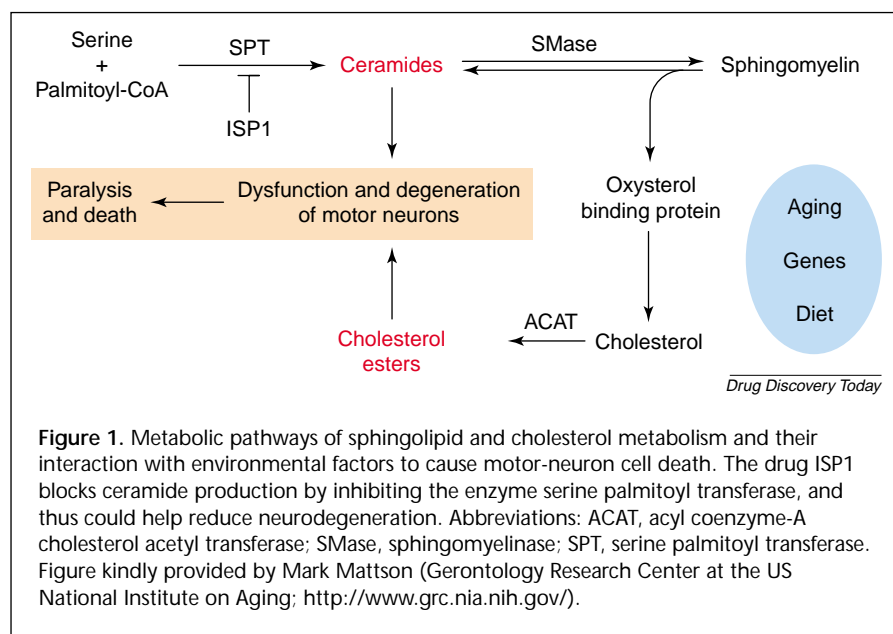 Serine
+
Palmitoyl-CoA
SPT
ISP1
Ceramides
SMase
Sphingomyelin
Paralysis
and death
Dysfunction and degeneration
of motor neurons
Oxysterol
binding protein
Aging
Genes
Diet
Cholesterol
esters
ACAT
Cholesterol
Drug Discovery Today
Figure 1. Metabolic pathways of sphingolipid and cholesterol metabolism and their
interaction with environmental factors to cause motor-neuron cell death. The drug ISP1
blocks ceramide production by inhibiting the enzyme serine palmitoyl transferase, and
thus could help reduce neurodegeneration. Abbreviations: ACAT, acyl coenzyme-A
cholesterol acetyl transferase; SMase, sphingomyelinase; SPT, serine palmitoyl transferase.
Figure kindly provided by Mark Mattson (Gerontology Research Center at the US
National Institute on Aging; http://www.grc.nia.nih.gov/).